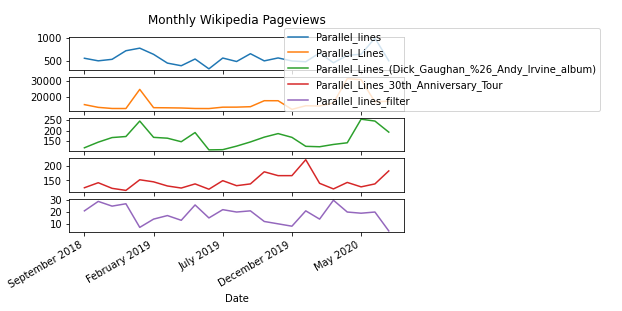 Monthly Wikipedia Pageviews
Parallel_lines
Parallel_Lines
Parallel_Lines_(Dick_Gaughan_%26_Andy_Irvine_album)
Parallel_Lines_30th_Anniversary_Tour
Parallel_lines_filter
1000
500
30000
20000
250
200
150
200
150
30
20
10
September 2018
February 2019
July 2019
December 2019
May 2020
Date